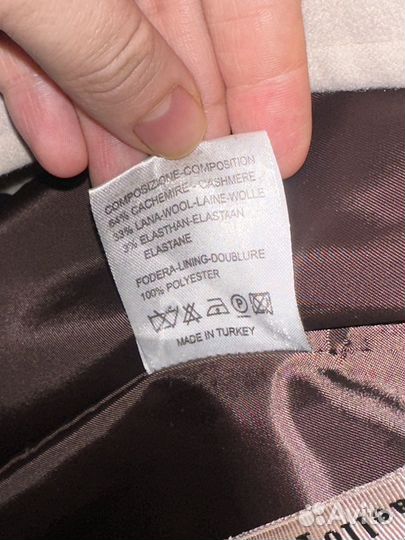 COMPOSIZIONE-COMPOSITION
64% CACHEMIRE - CASHMERE
33% LANA-WOOL-LAINE-WOLLE
3% ELASTHAN-ELASTAAN
ELASTANE
FODERA-LINING-DOUBLURE
100% POLYESTER
P
MADE IN TURKEY
Avito